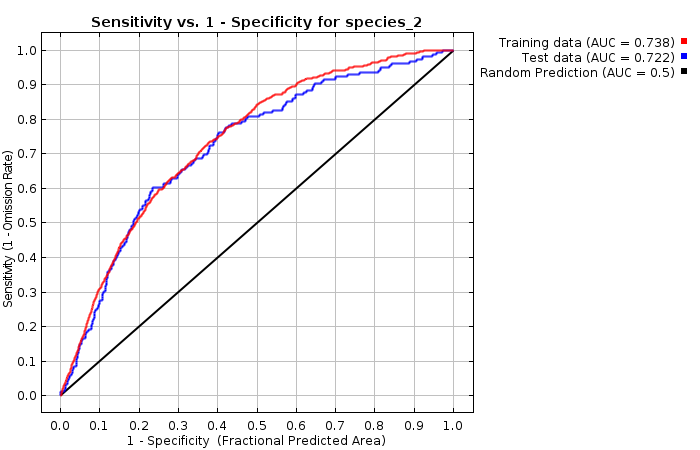 Sensitivity vs. 1 - Specificity for species_2
Training data (AUC = 0.738)
Test data (AUC = 0.722)
Random Prediction (AUC = 0.5)
Sensitivity (1 - Omission Rate)
1.0
0.9
0.8
0.7
0.6
0.5
0.4
0.3
0.2
0.1
0.0
0.0 0.1 0.2 0.3 0.4 0.5 0.6 0.7 0.8 0.9 1.0
1 - Specificity (Fractional Predicted Area)